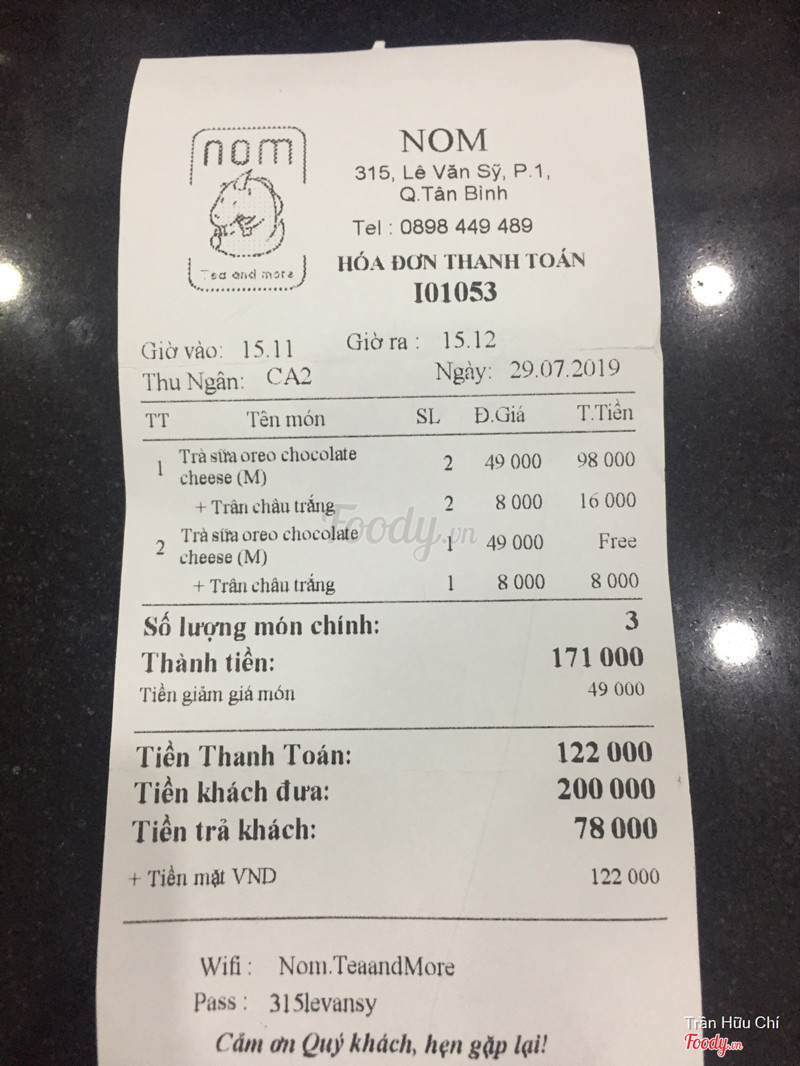 nom
Tea and more
NOM
315, Lê Văn Sỹ, P.1,
Q.Tân Bình
Tel : 0898 449 489
HÓA ĐƠN THANH TOÁN
I01053
Giờ vào: 15.11 Giờ ra : 15.12
Thu Ngân: CA2 Ngày: 29.07.2019
TT Tên món SL Đ.Giá T.Tiền
1 Trà sữa oreo chocolate cheese (M) 2 49 000 98 000
+ Trân châu trắng 2 8 000 16 000
2 Trà sữa oreo chocolate cheese (M) 1 49 000 Free
+ Trân châu trắng 1 8 000 8 000
Foody.vn
Số lượng món chính: 3
Thành tiền: 171 000
Tiền giảm giá món 49 000
Tiền Thanh Toán: 122 000
Tiền khách đưa: 200 000
Tiền trả khách: 78 000
+ Tiền mặt VND 122 000
Wifi : Nom.TeaandMore
Pass : 315levansy
Cảm ơn Quý khách, hẹn gặp lại!
Trần Hữu Chí
Foody.vn